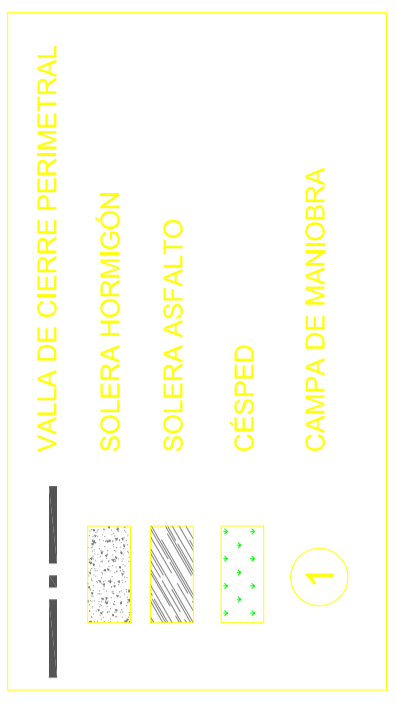 VALLA DE CIERRE PERIMETRAL
SOLERA HORMIGÓN
SOLERA ASFALTO
CÉSPED
1 CAMPA DE MANIOBRA